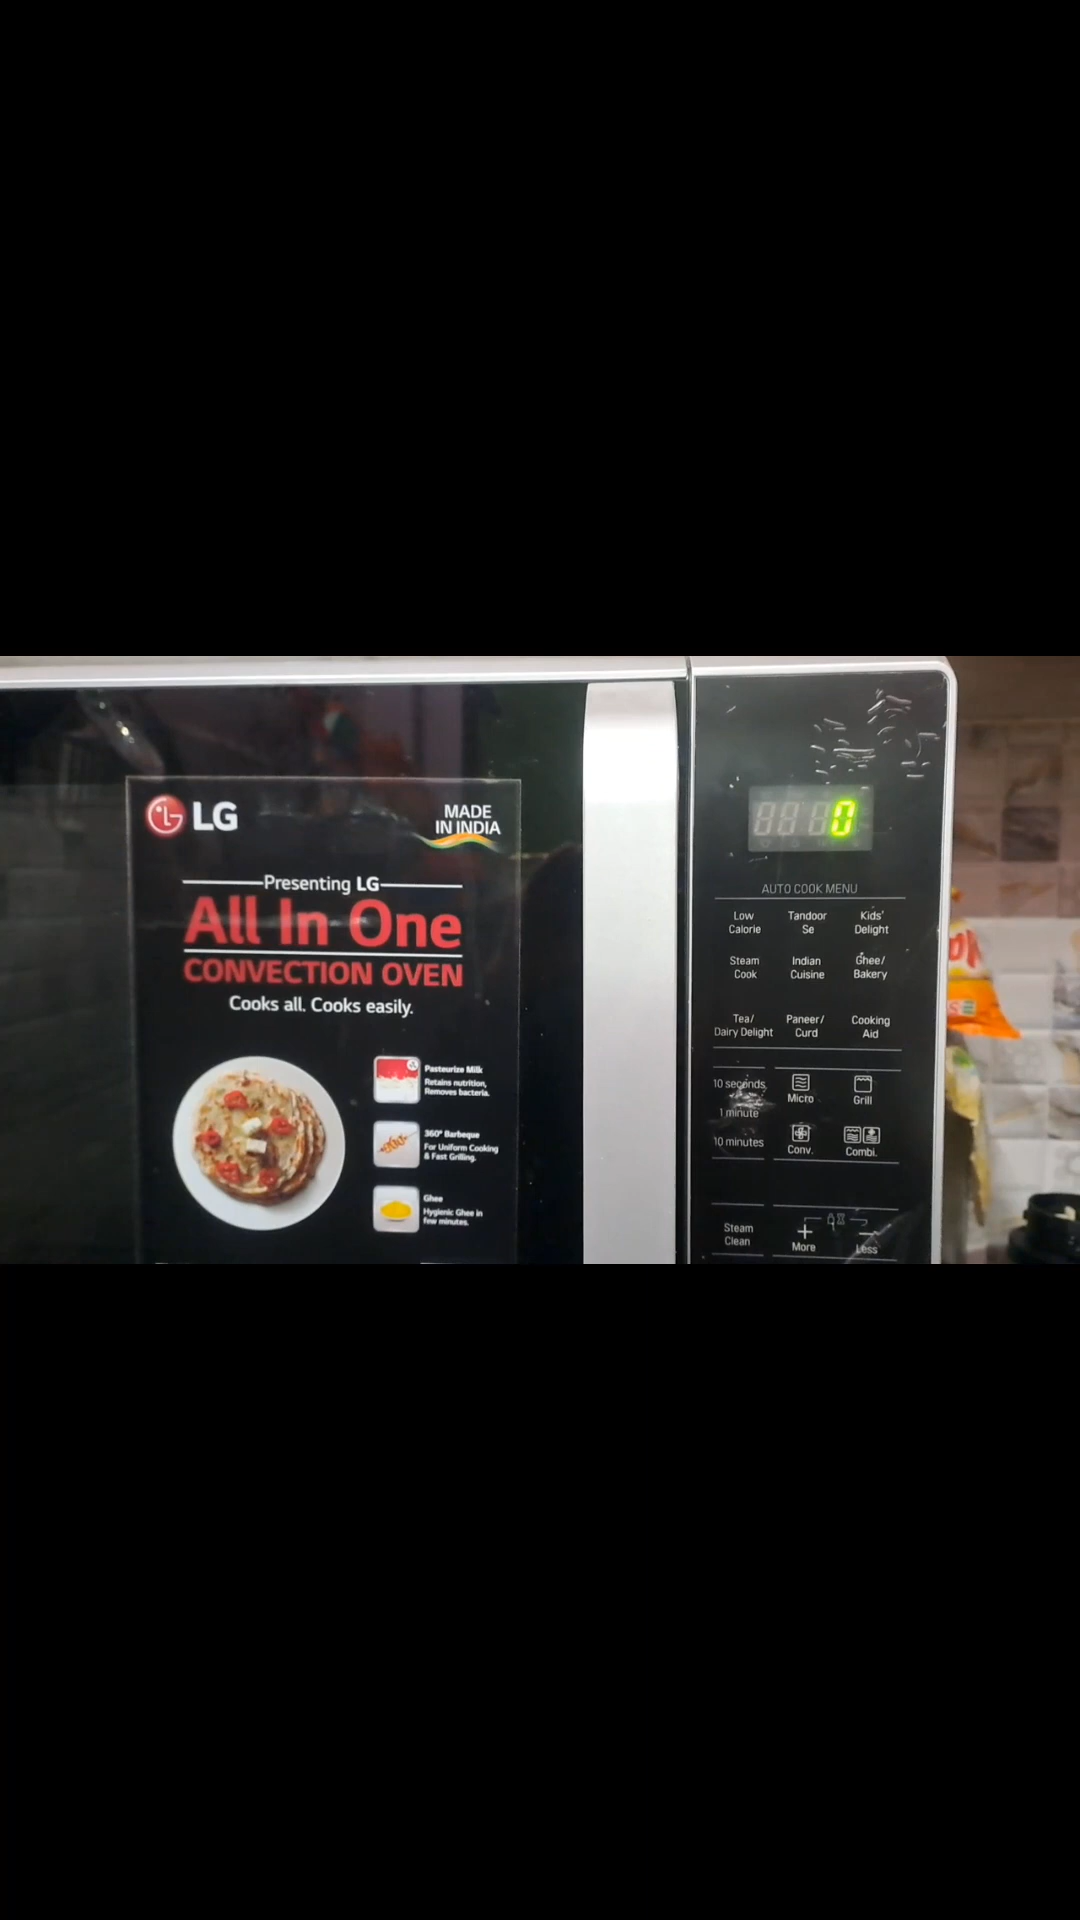 LG
MADE
IN INDIA
Presenting LG
All In One
CONVECTION OVEN
Cooks all. Cooks easily.
Pasteurize Milk
Retains nutrition,
Removes bacteria.
360° Barbeque
For Uniform Cooking
& Fast Grilling.
Ghee
Hygienic Ghee in
few minutes.
0
AUTO COOK MENU
Low
Calorie
Tandoor
Se
Kids'
Delight
Steam
Cook
Indian
Cuisine
Ghee/
Bakery
Tea/
Dairy Delight
Paneer/
Curd
Cooking
Aid
10 seconds
1 minute
10 minutes
Micro
Grill
Conv.
Combi.
Steam
Clean
+
More
−
Less